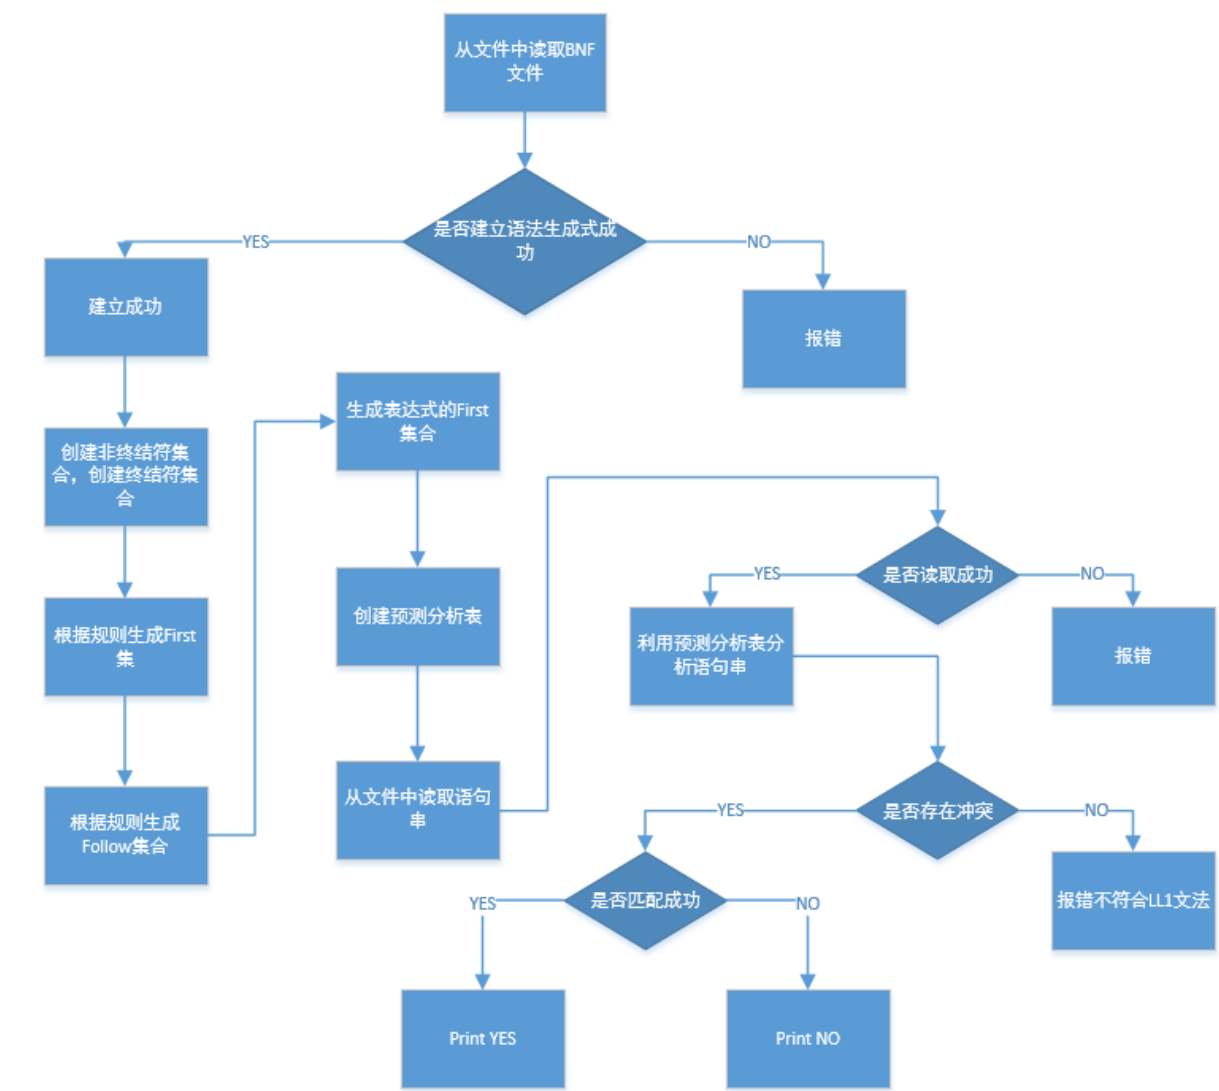 从文件中读取BNF
文件
是否建立语法生成式成
功
YES
NO
建立成功
报错
创建非终结符集
合，创建终结符集
合
根据规则生成First
集
根据规则生成
Follow集合
生成表达式的First
集合
创建预测分析表
从文件中读取语句
串
是否读取成功
YES
NO
利用预测分析表分
析语句串
报错
是否存在冲突
YES
NO
是否匹配成功
报错不符合LL1文法
YES
NO
Print YES
Print NO